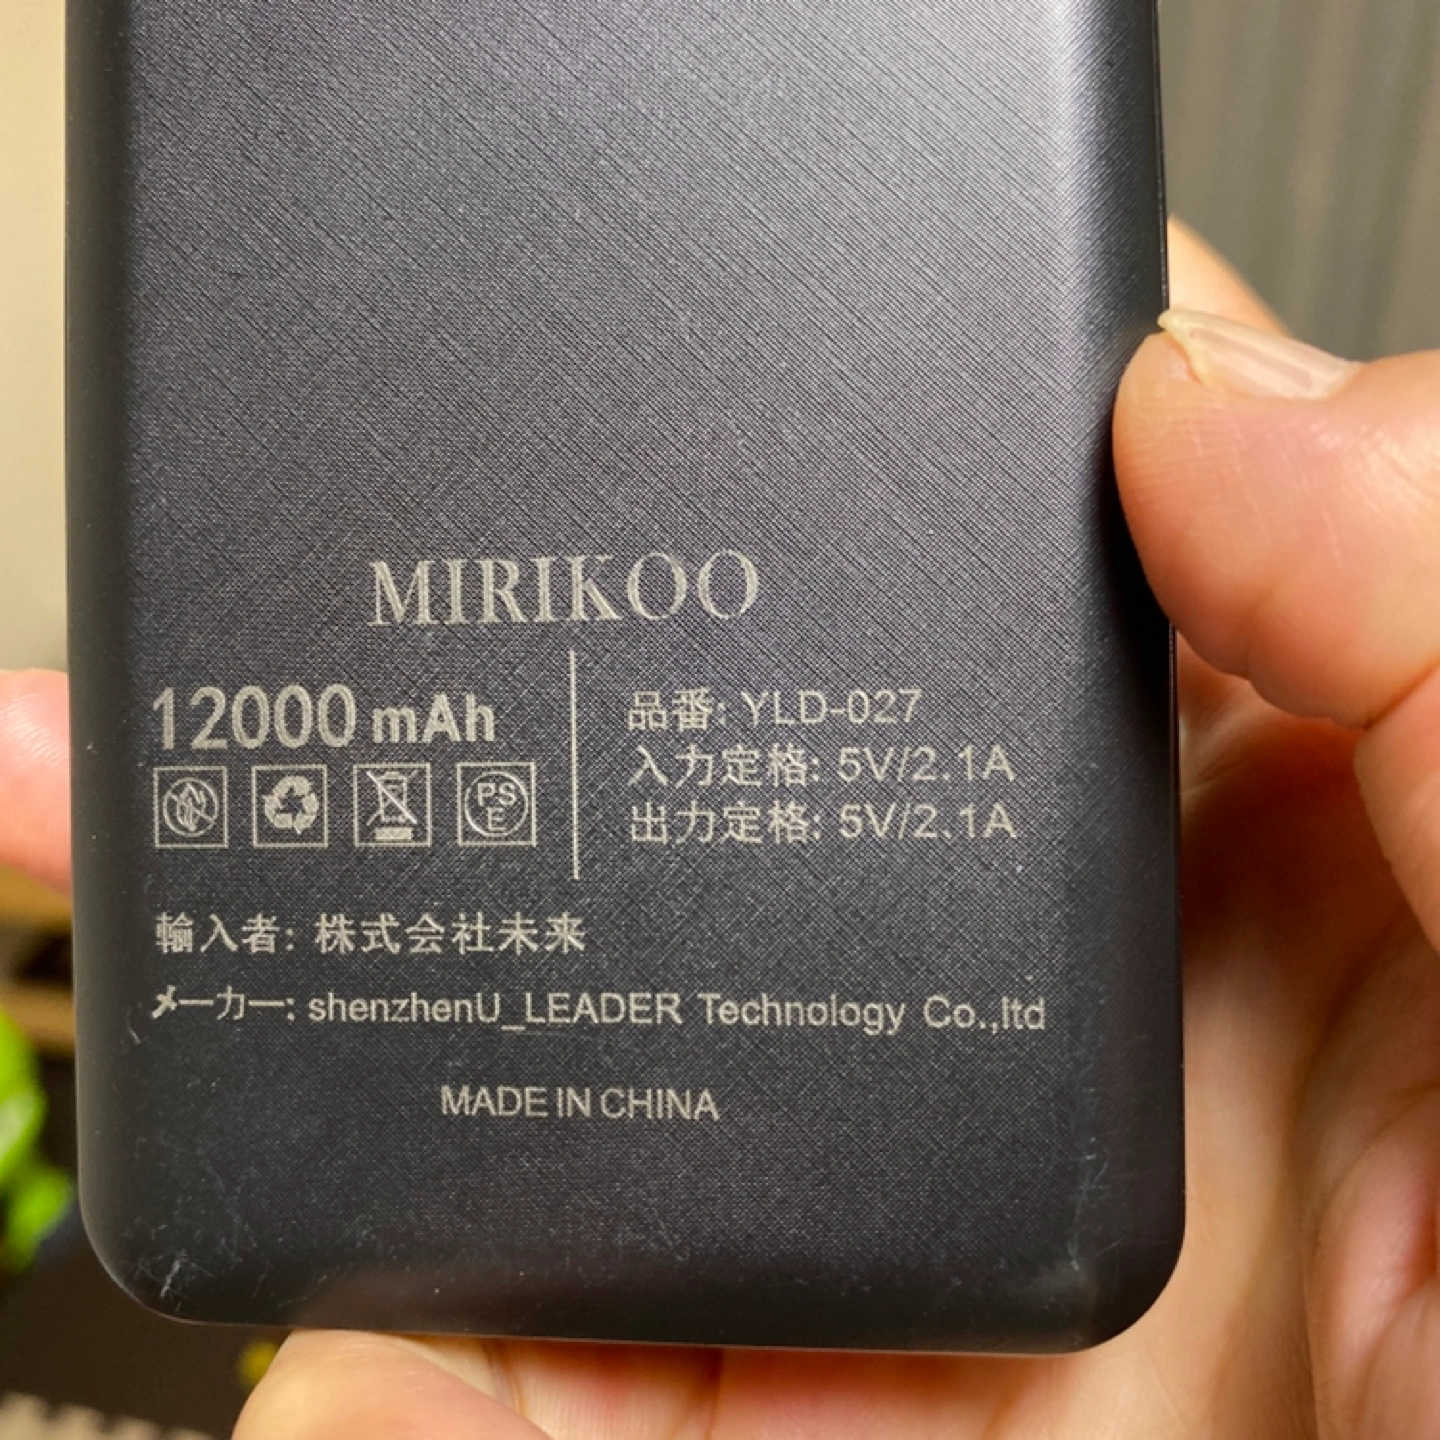 MIRIKOO
12000 mAh
PS
E
品番: YLD-027
入力定格: 5V/2.1A
出力定格: 5V/2.1A
輸入者: 株式会社未来
メーカー: shenzhenU_LEADER Technology Co.,ltd
MADE IN CHINA